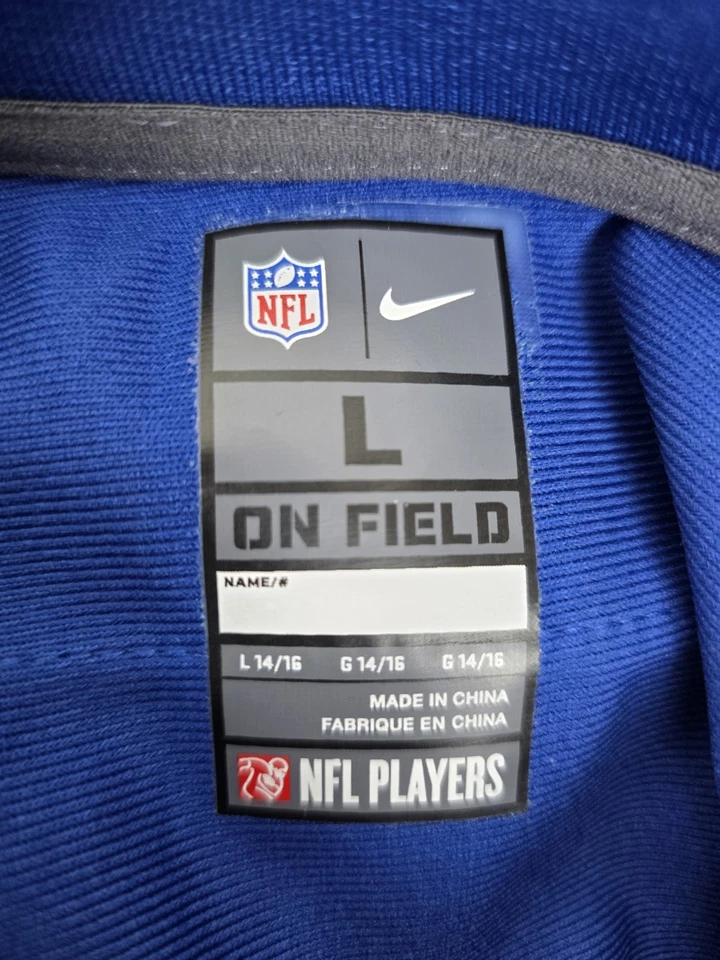 NFL
L
ON FIELD
NAME/#
L 14/16 G 14/16 G 14/16
MADE IN CHINA
FABRIQUE EN CHINA
NFL PLAYERS